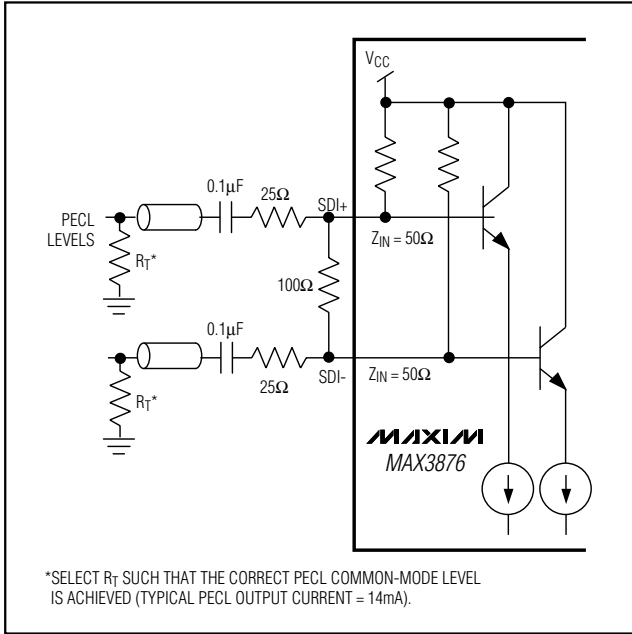 VCC
0.1µF
25Ω
SDI+
PECL
LEVELS
ZIN = 50Ω
RT*
100Ω
0.1µF
25Ω
SDI-
ZIN = 50Ω
RT*
MAXIM
MAX3876
*SELECT RT SUCH THAT THE CORRECT PECL COMMON-MODE LEVEL
IS ACHIEVED (TYPICAL PECL OUTPUT CURRENT = 14mA).